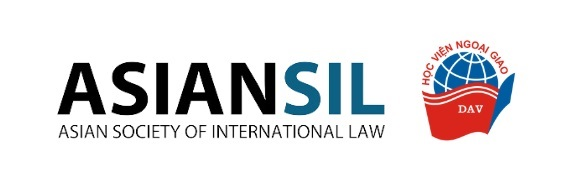 ASIANSIL
ASIAN SOCIETY OF INTERNATIONAL LAW
HỌC VIỆN NGOẠI GIAO
DAV